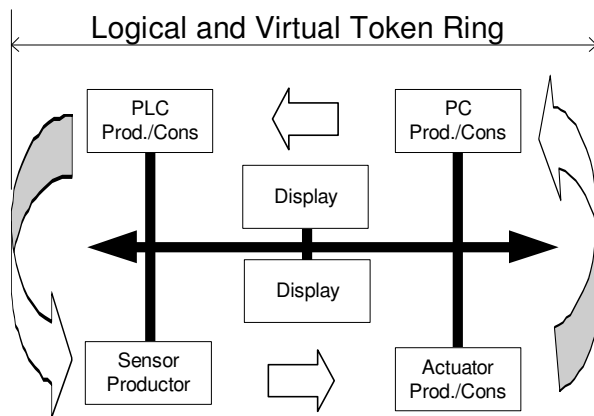 Logical and Virtual Token Ring
PLC
Prod./Cons
PC
Prod./Cons
Display
Display
Sensor
Productor
Actuator
Prod./Cons